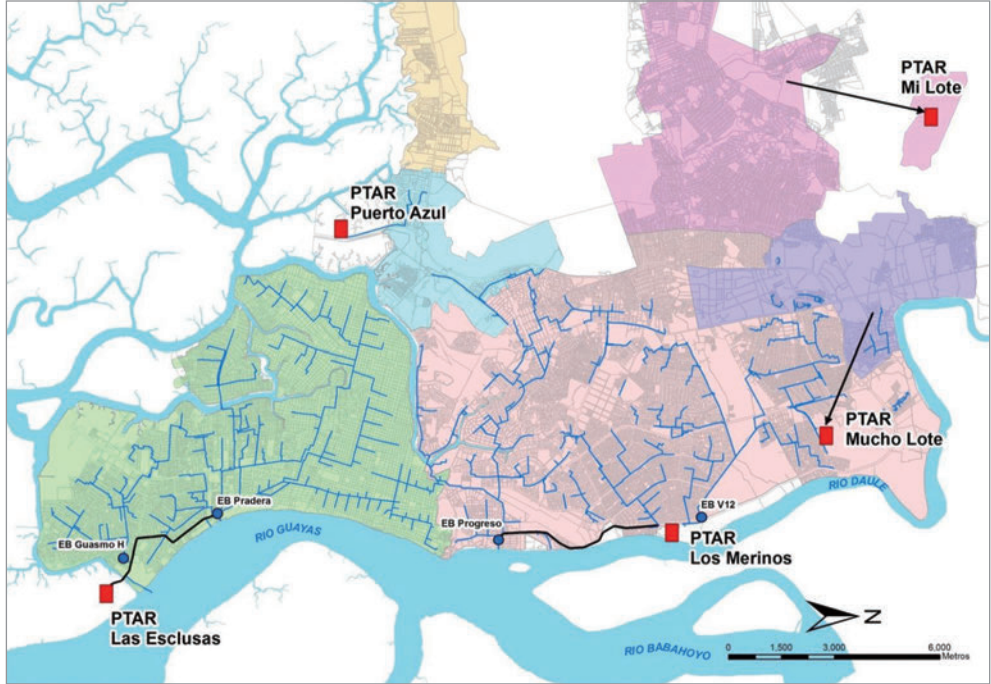 PTAR
Mi Lote
PTAR
Puerto Azul
PTAR
Mucho Lote
RIO DAULE
EB Pradera
EB V12
RIO GUAYAS
EB Progreso
EB Guasmo H
PTAR
Los Merinos
PTAR
Las Esclusas
N
RIO BABAHOYO
0 1,500 3,000 6,000
Metros